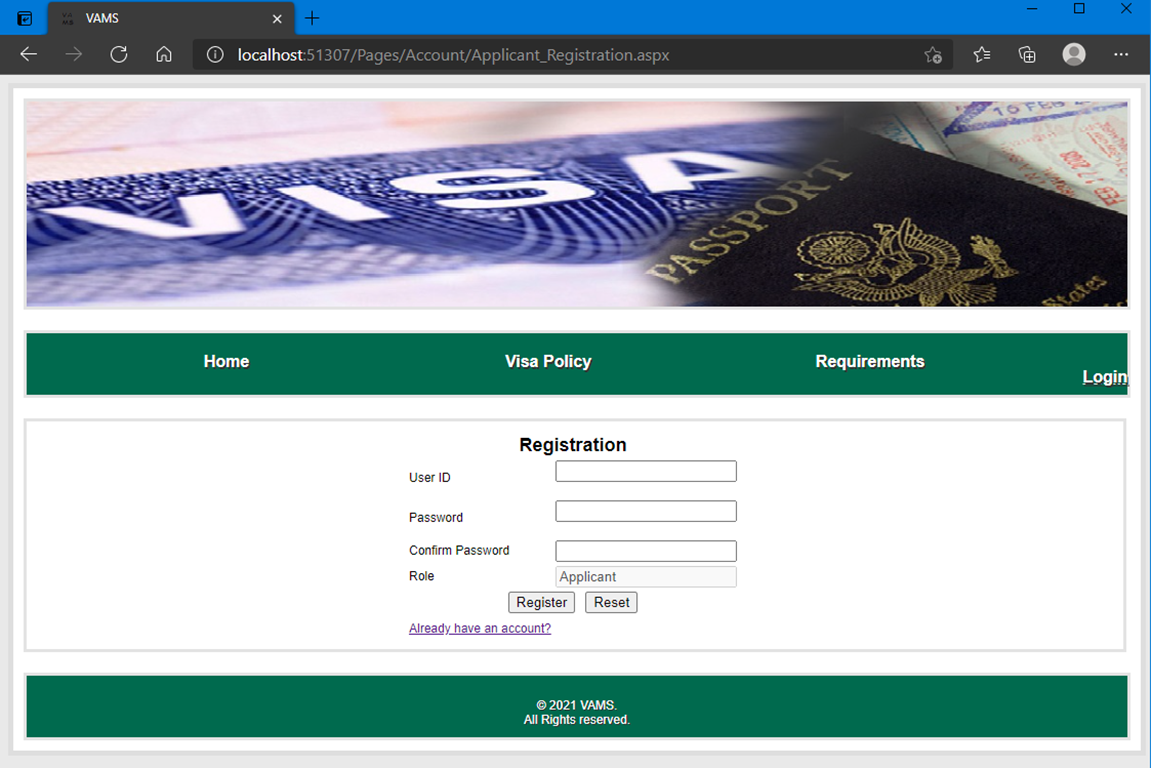 VAMS
localhost:51307/Pages/Account/Applicant_Registration.aspx
VISA
PASSPORT
States
Home Visa Policy Requirements
Login
Registration
User ID
Password
Confirm Password
Role Applicant
Register Reset
Already have an account?
© 2021 VAMS.
All Rights reserved.